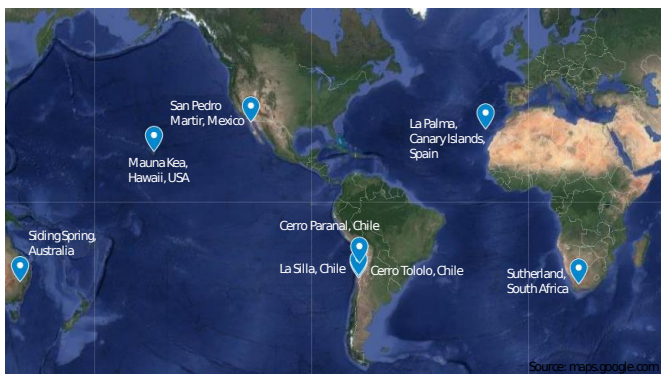 San Pedro
Martir, Mexico
La Palma,
Canary Islands,
Spain
Mauna Kea,
Hawaii, USA
Cerro Paranal, Chile
Siding Spring,
Australia
La Silla, Chile
Cerro Tololo, Chile
Sutherland,
South Africa
Source: maps.google.com